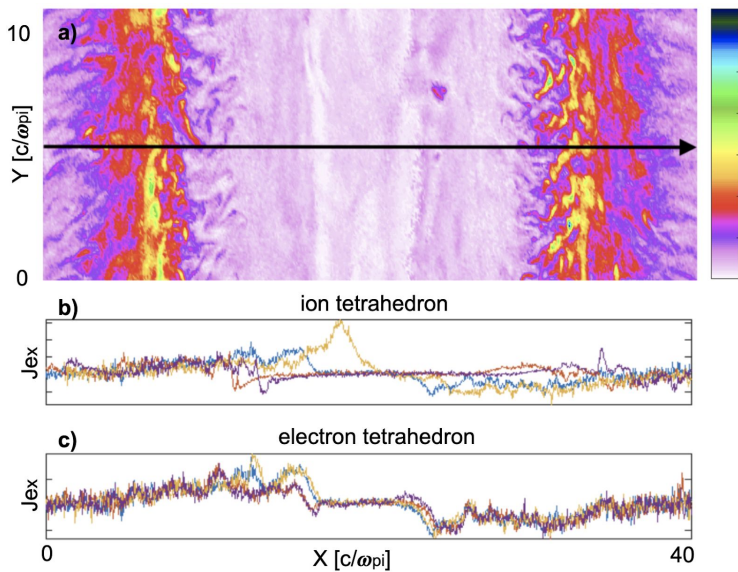 10
a)
Y [c/ωpi]
0
b)
ion tetrahedron
Jex
c)
electron tetrahedron
Jex
0
X [c/ωpi]
40